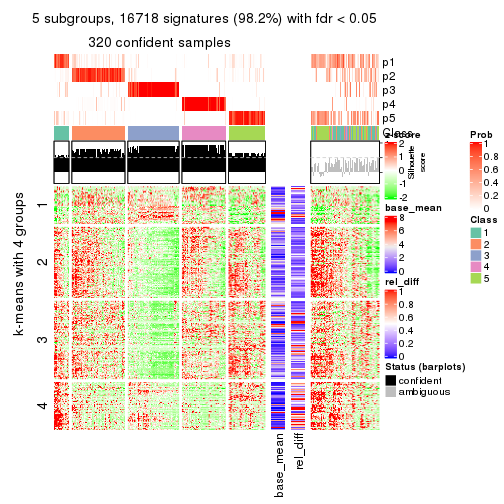 5 subgroups, 16718 signatures (98.2%) with fdr < 0.05
320 confident samples
p1
p2
p3
p4
p5
Class
Silhouette
score
k-means with 4 groups
1
2
3
4
base_mean
rel_diff
z-score
2
1
0
-1
-2
base_mean
8
6
4
2
0
rel_diff
1
0.8
0.6
0.4
0.2
0
Status (barplots)
confident
ambiguous
Prob
1
0.8
0.6
0.4
0.2
0
Class
1
2
3
4
5